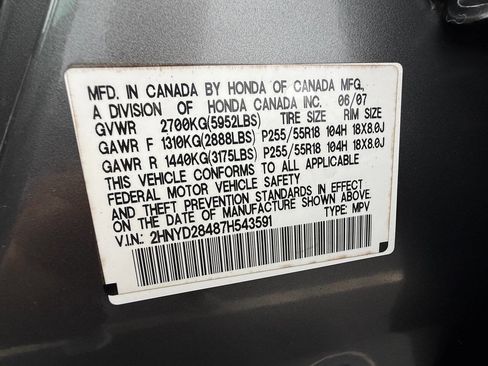 MFD. IN CANADA BY HONDA OF CANADA MFG.,
A DIVISION OF HONDA CANADA INC. 06/07
GVWR 2700KG(5952LBS) TIRE SIZE RIM SIZE
GAWR F 1310KG(2888LBS) P255/55R18 104H 18X8.0J
GAWR R 1440KG(3175LBS) P255/55R18 104H 18X8.0J
THIS VEHICLE CONFORMS TO ALL APPLICABLE
FEDERAL MOTOR VEHICLE SAFETY
AND THEFT PREVENTION STANDARDS IN EFFECT
ON THE DATE OF MANUFACTURE SHOWN ABOVE.
V.I.N: 2HNYD28487H543591 TYPE: MPV